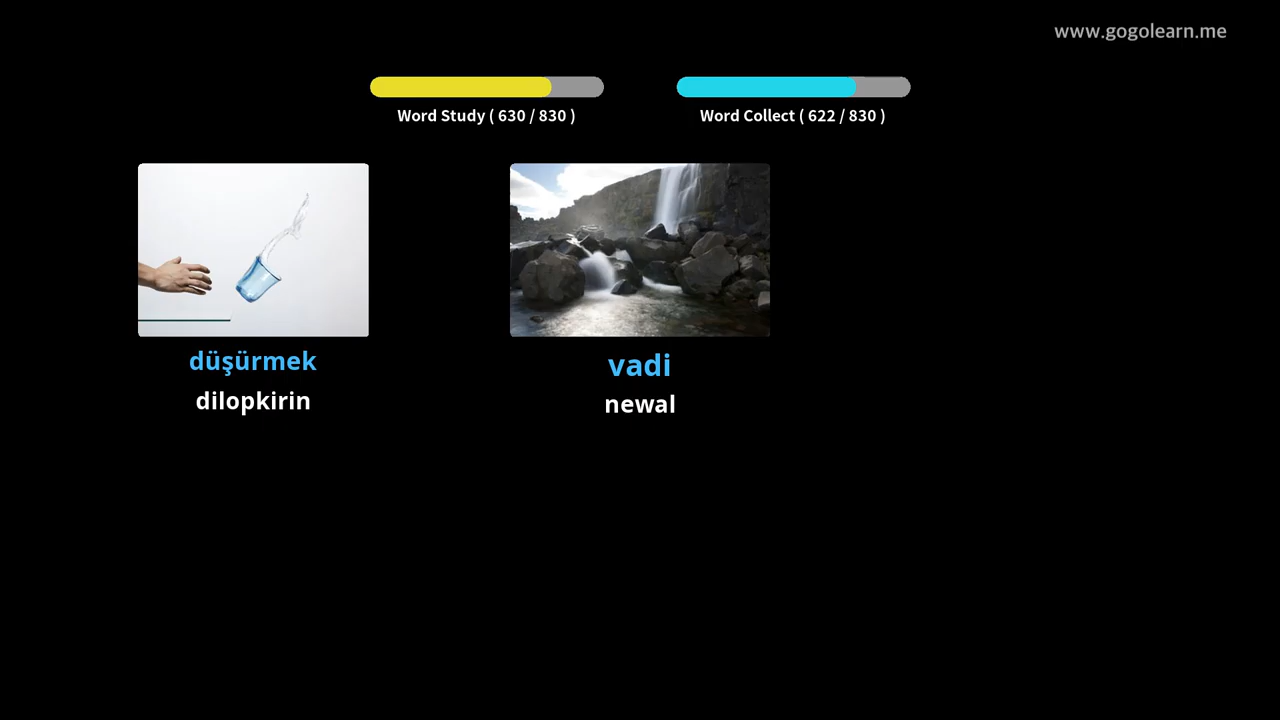 www.gogolearn.me
Word Study ( 630 / 830 )
Word Collect ( 622 / 830 )
düşürmek
dilopkirin
vadi
newal